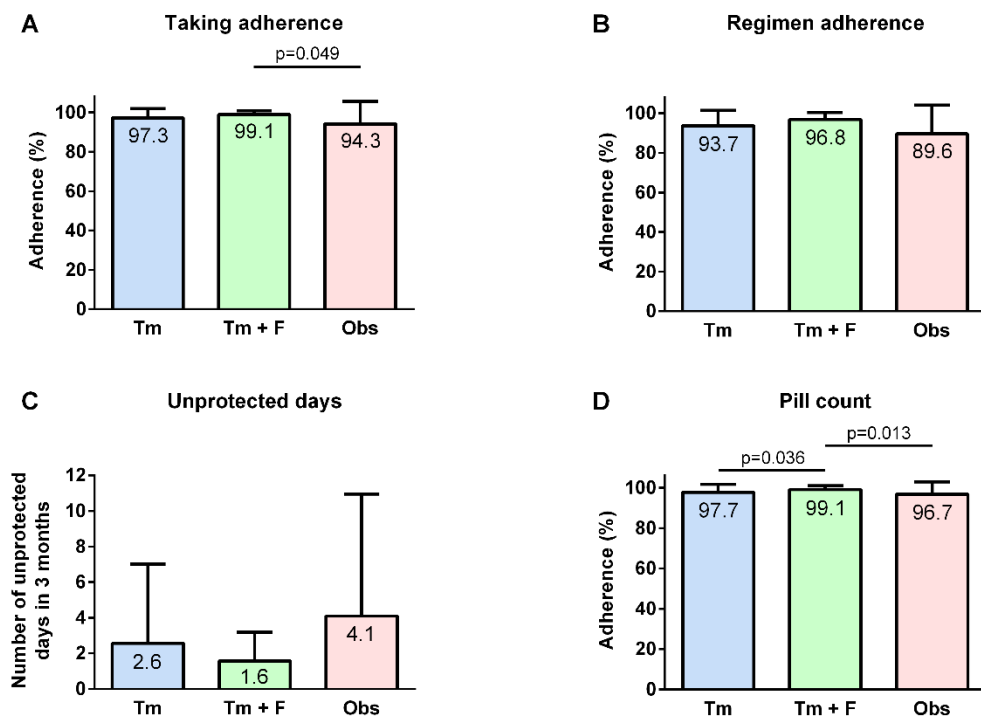 A
Taking adherence
p=0.049
Adherence (%)
100
80
60
40
20
0
97.3
99.1
94.3
Tm
Tm + F
Obs
B
Regimen adherence
Adherence (%)
100
80
60
40
20
0
93.7
96.8
89.6
Tm
Tm + F
Obs
C
Unprotected days
Number of unprotected
days in 3 months
12
10
8
6
4
2
0
2.6
1.6
4.1
Tm
Tm + F
Obs
D
Pill count
p=0.013
p=0.036
Adherence (%)
100
80
60
40
20
0
97.7
99.1
96.7
Tm
Tm + F
Obs